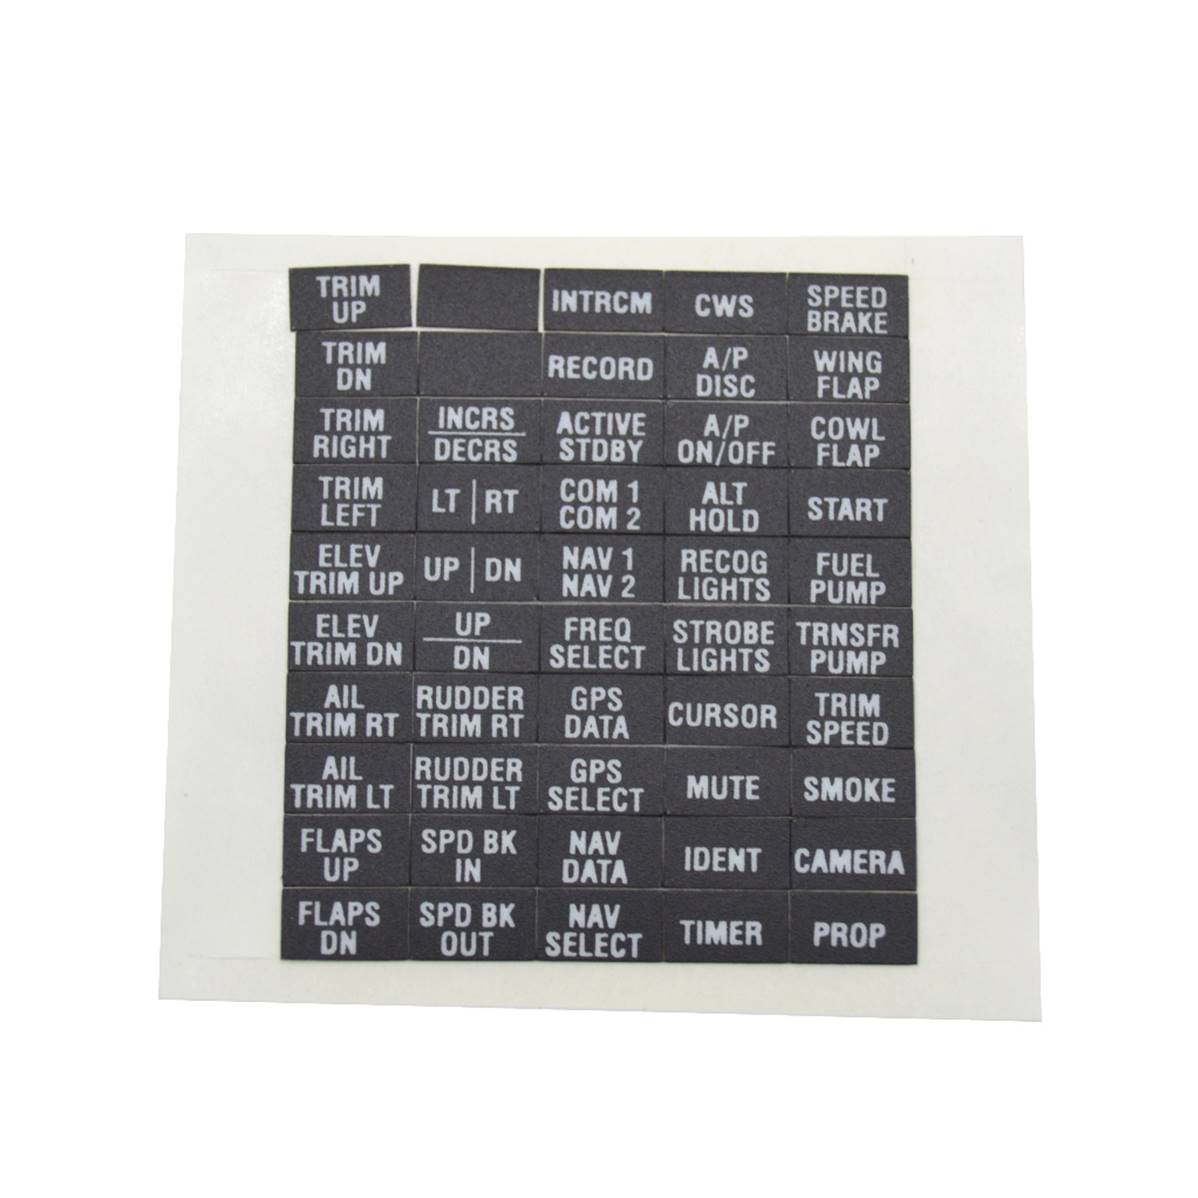 TRIM
UP
INTRCM
CWS
SPEED
BRAKE
TRIM
DN
RECORD
A/P
DISC
WING
FLAP
TRIM
RIGHT
INCRS
DECRS
ACTIVE
STDBY
A/P
ON/OFF
COWL
FLAP
TRIM
LEFT
LT | RT
COM 1
COM 2
ALT
HOLD
START
ELEV
TRIM UP
UP | DN
NAV 1
NAV 2
RECOG
LIGHTS
FUEL
PUMP
ELEV
TRIM DN
UP
DN
FREQ
SELECT
STROBE
LIGHTS
TRNSFR
PUMP
AIL
TRIM RT
RUDDER
TRIM RT
GPS
DATA
CURSOR
TRIM
SPEED
AIL
TRIM LT
RUDDER
TRIM LT
GPS
SELECT
MUTE
SMOKE
FLAPS
UP
SPD BK
IN
NAV
DATA
IDENT
CAMERA
FLAPS
DN
SPD BK
OUT
NAV
SELECT
TIMER
PROP